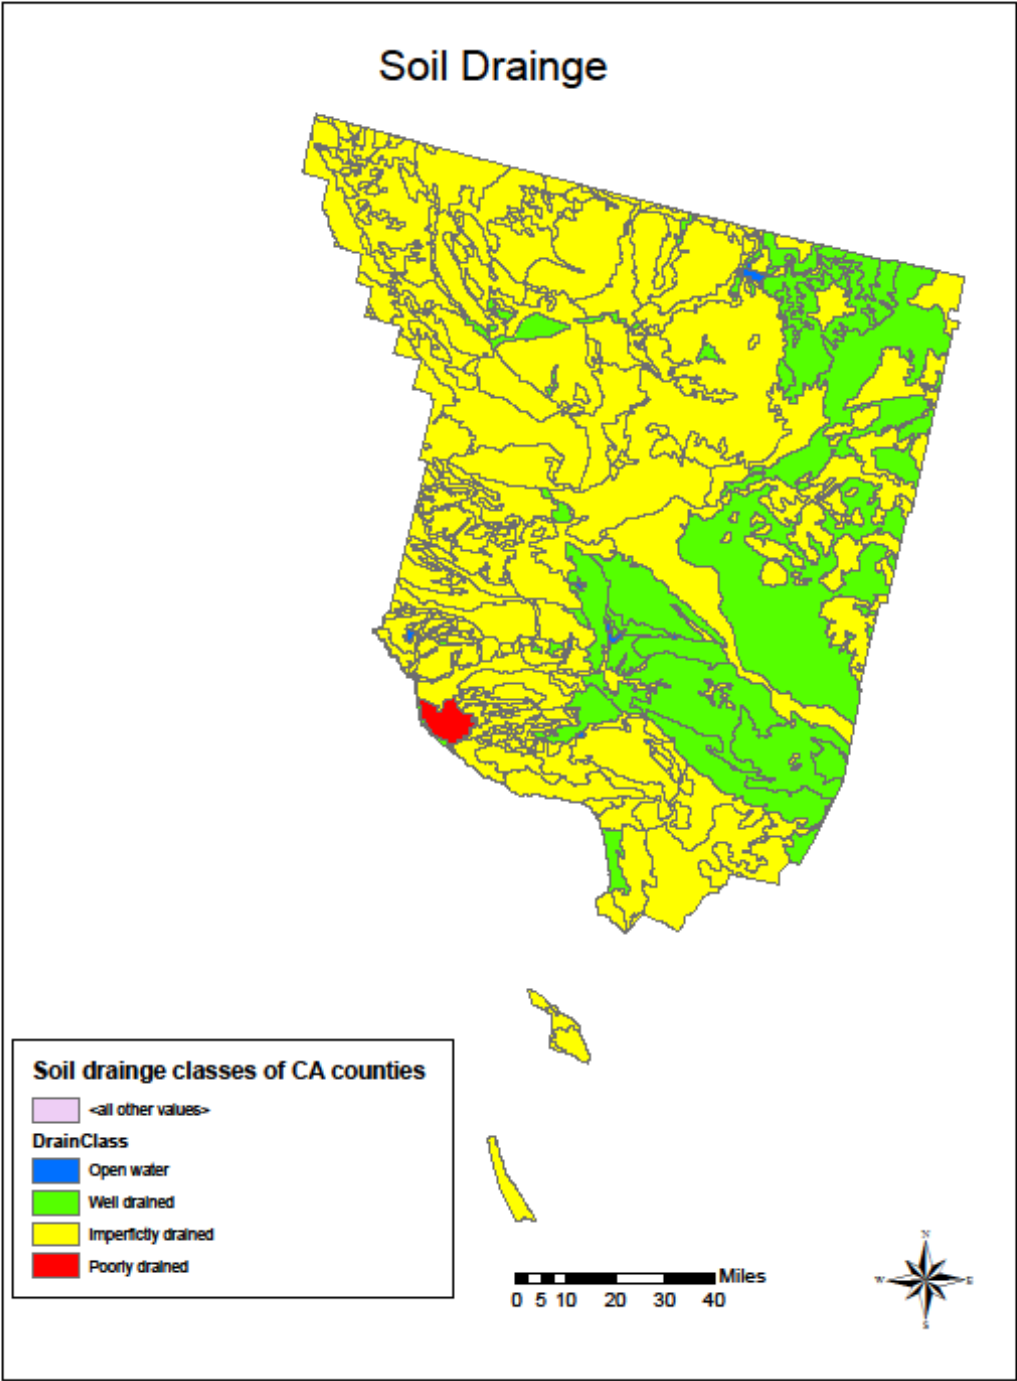 Soil Drainge
Soil drainge classes of CA counties
<all other values>
DrainClass
Open water
Well drained
Imperfictly drained
Poorly drained
Miles
0 5 10 20 30 40
N
W E
S